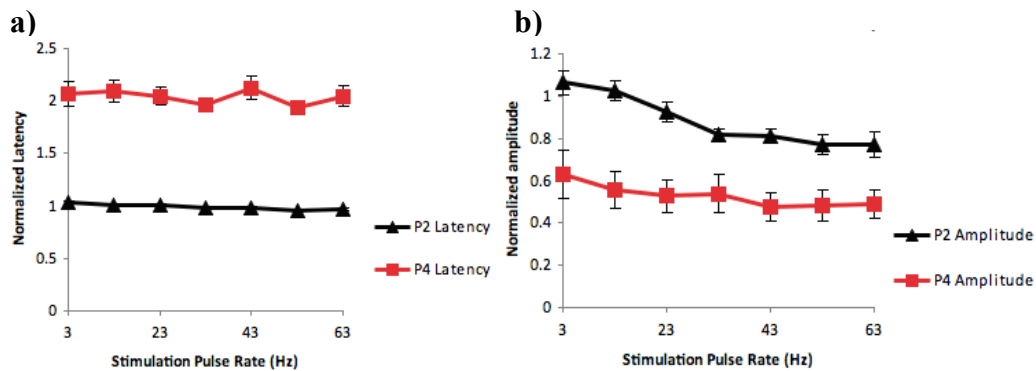 a)
2.5
2
1.5
1
0.5
0
3
23
43
63
Normalized Latency
Stimulation Pulse Rate (Hz)
P2 Latency
P4 Latency
b)
1.2
1
0.8
0.6
0.4
0.2
0
3
23
43
63
Normalized amplitude
Stimulation Pulse Rate (Hz)
P2 Amplitude
P4 Amplitude